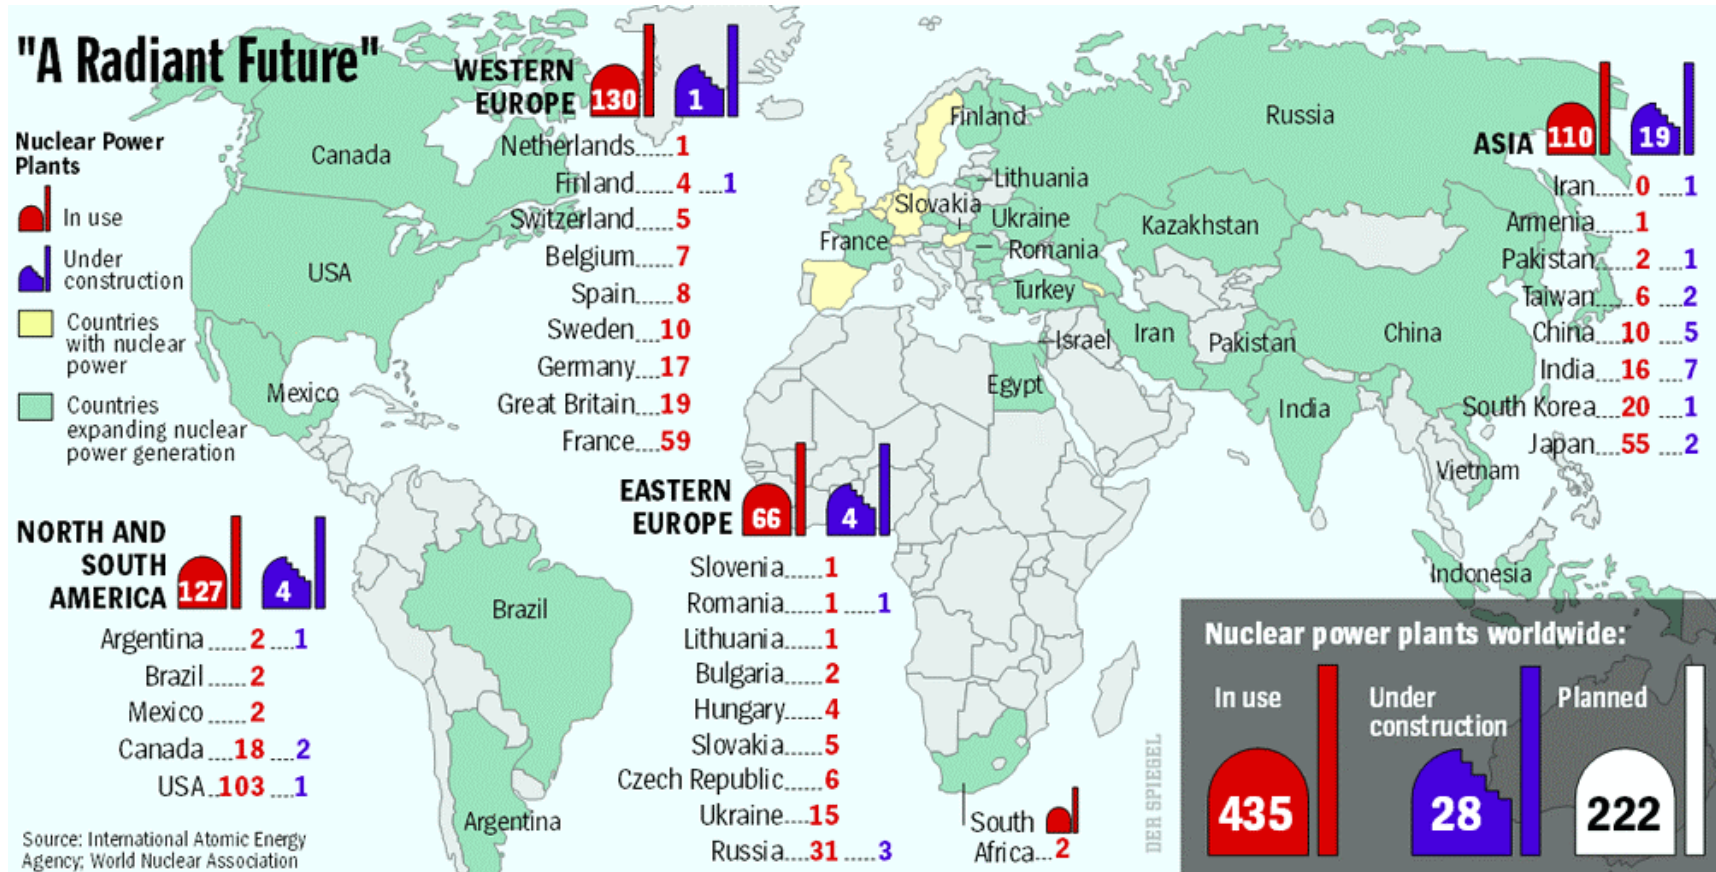 "A Radiant Future"
Nuclear Power
Plants
In use
Under
construction
Countries
with nuclear
power
Countries
expanding nuclear
power generation
WESTERN
EUROPE 130 1
Netherlands......1
Finland......4 ....1
Switzerland....5
Belgium......7
Spain......8
Sweden....10
Germany....17
Great Britain....19
France....59
ASIA 110 19
Iran......0 ....1
Armenia......1
Pakistan......2 ....1
Taiwan......6 ....2
China....10 ....5
India....16 ....7
South Korea....20 ....1
Japan....55 ....2
NORTH AND
SOUTH
AMERICA 127 4
Argentina ......2 ....1
Brazil ......2
Mexico ......2
Canada ....18 ....2
USA..103 ....1
EASTERN
EUROPE 66 4
Slovenia......1
Romania......1 .....1
Lithuania......1
Bulgaria......2
Hungary......4
Slovakia......5
Czech Republic......6
Ukraine....15
Russia....31 .....3
South
Africa...2
Canada
USA
Mexico
Brazil
Argentina
Finland
Russia
Lithuania
Slovakia
Ukraine
France
Romania
Kazakhstan
Turkey
Israel
Iran
Pakistan
China
Egypt
India
Vietnam
Indonesia
Nuclear power plants worldwide:
In use
Under
construction
Planned
435 28 222
DER SPIEGEL
Source: International Atomic Energy
Agency; World Nuclear Association